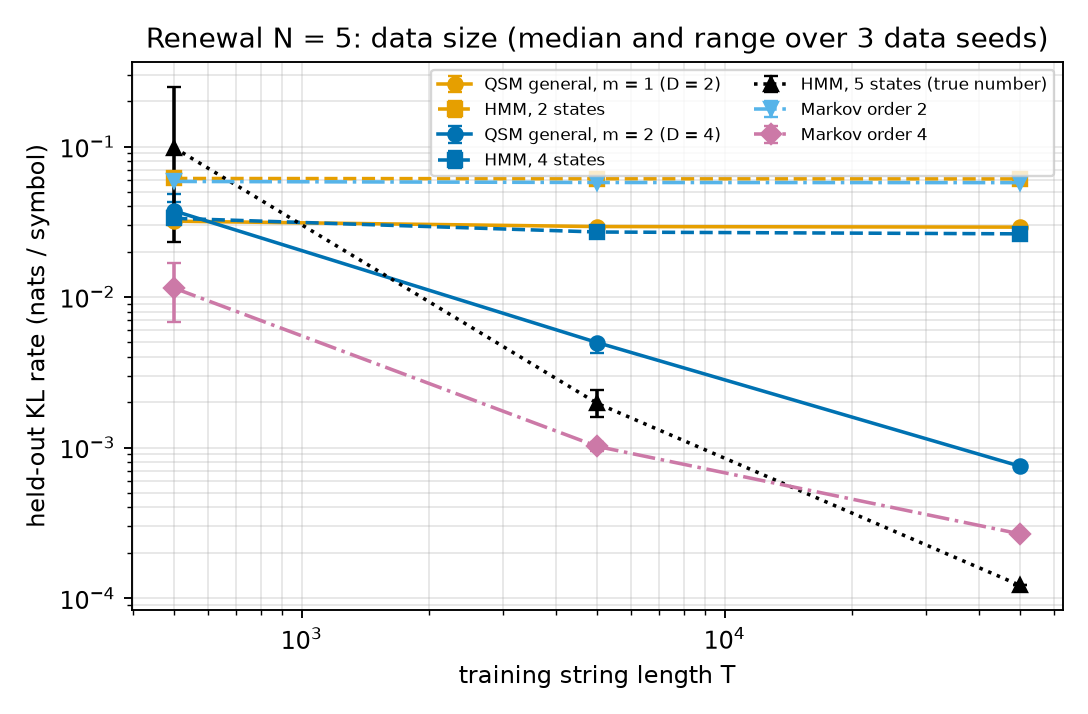 Renewal N = 5: data size (median and range over 3 data seeds)
QSM general, m = 1 (D = 2)
HMM, 2 states
QSM general, m = 2 (D = 4)
HMM, 4 states
HMM, 5 states (true number)
Markov order 2
Markov order 4
held-out KL rate (nats / symbol)
10⁻¹
10⁻²
10⁻³
10⁻⁴
10³
10⁴
training string length T